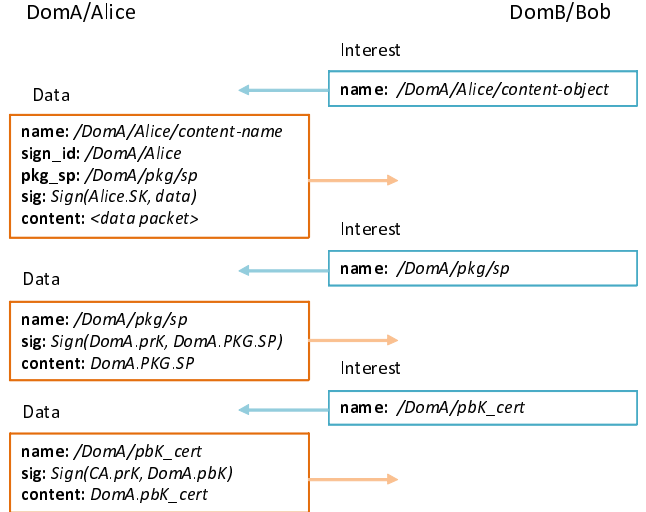 DomA/Alice
DomB/Bob
Interest
name: /DomA/Alice/content-object
Data
name: /DomA/Alice/content-name
sign_id: /DomA/Alice
pkg_sp: /DomA/pkg/sp
sig: Sign(Alice.SK, data)
content: <data packet>
Interest
name: /DomA/pkg/sp
Data
name: /DomA/pkg/sp
sig: Sign(DomA.prK, DomA.PKG.SP)
content: DomA.PKG.SP
Interest
name: /DomA/pbK_cert
Data
name: /DomA/pbK_cert
sig: Sign(CA.prK, DomA.pbK)
content: DomA.pbK_cert